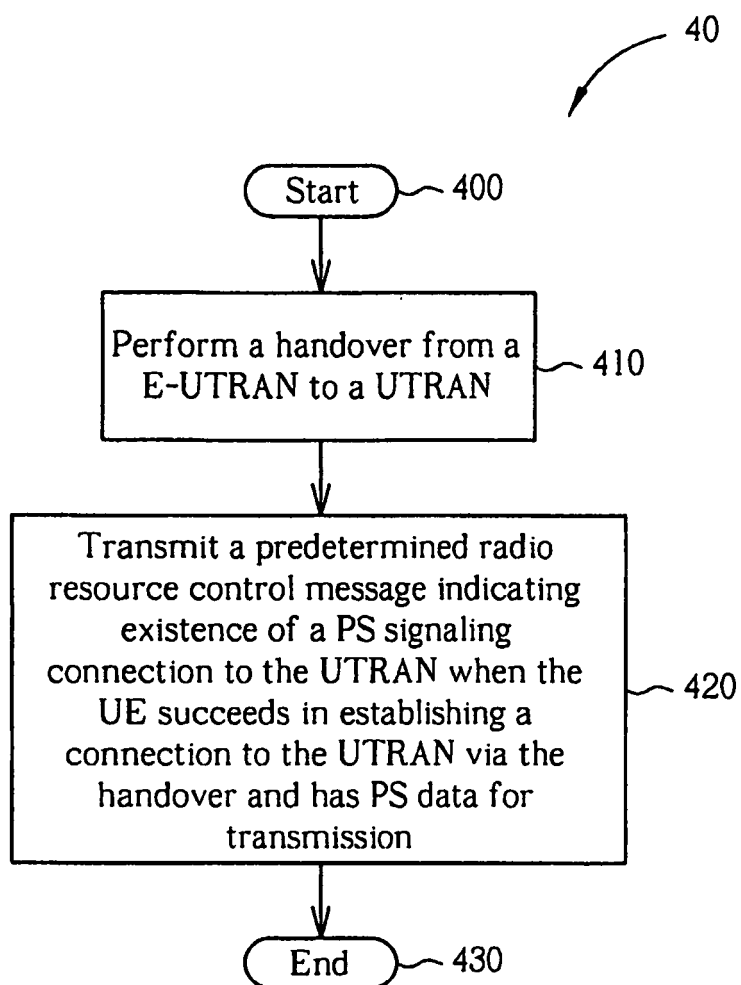 40
Start
400
Perform a handover from a
E-UTRAN to a UTRAN
410
Transmit a predetermined radio
resource control message indicating
existence of a PS signaling
connection to the UTRAN when the
UE succeeds in establishing a
connection to the UTRAN via the
handover and has PS data for
transmission
420
End
430